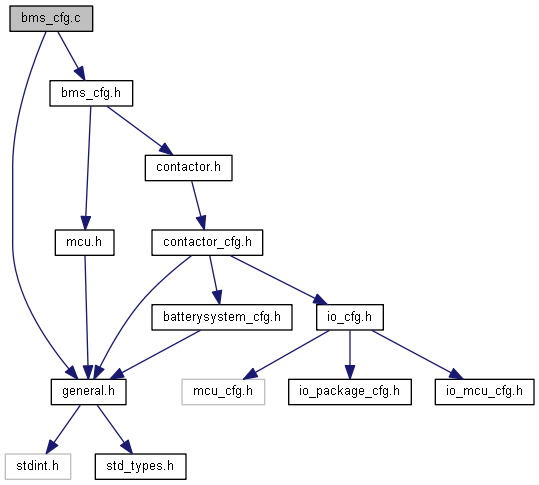 bms_cfg.c
bms_cfg.h
contactor.h
mcu.h
contactor_cfg.h
batterysystem_cfg.h
io_cfg.h
general.h
mcu_cfg.h
io_package_cfg.h
io_mcu_cfg.h
stdint.h
std_types.h